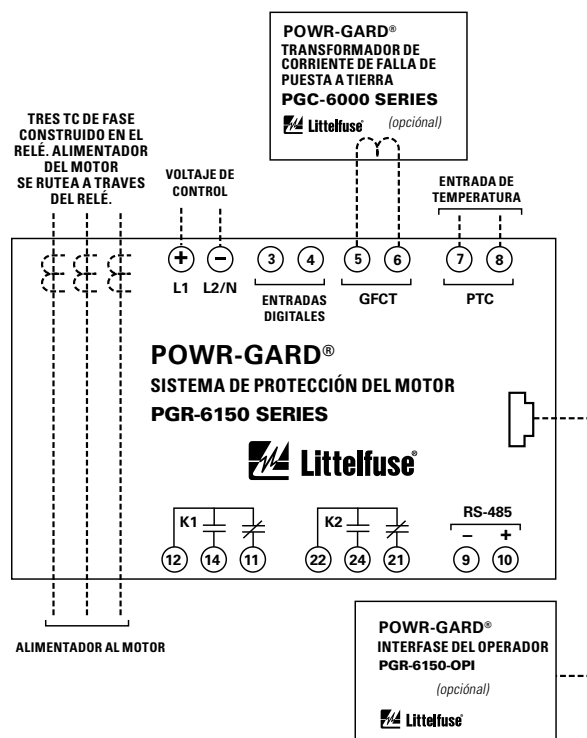 POWR-GARD®
TRANSFORMADOR DE
CORRIENTE DE FALLA DE
PUESTA A TIERRA
PGC-6000 SERIES
Littelfuse (opciónal)
TRES TC DE FASE
CONSTRUIDO EN EL
RELÉ. ALIMENTADOR
DEL MOTOR
SE RUTEA A TRAVES
DEL RELÉ.
VOLTAJE DE
CONTROL
ENTRADA DE
TEMPERATURA
+ − 3 4 5 6 7 8
L1 L2/N
ENTRADAS
DIGITALES
GFCT PTC
POWR-GARD®
SISTEMA DE PROTECCIÓN DEL MOTOR
PGR-6150 SERIES
Littelfuse®
K1 K2 RS-485
− +
12 14 11 22 24 21 9 10
ALIMENTADOR AL MOTOR
POWR-GARD®
INTERFASE DEL OPERADOR
PGR-6150-OPI
(opciónal)
Littelfuse®